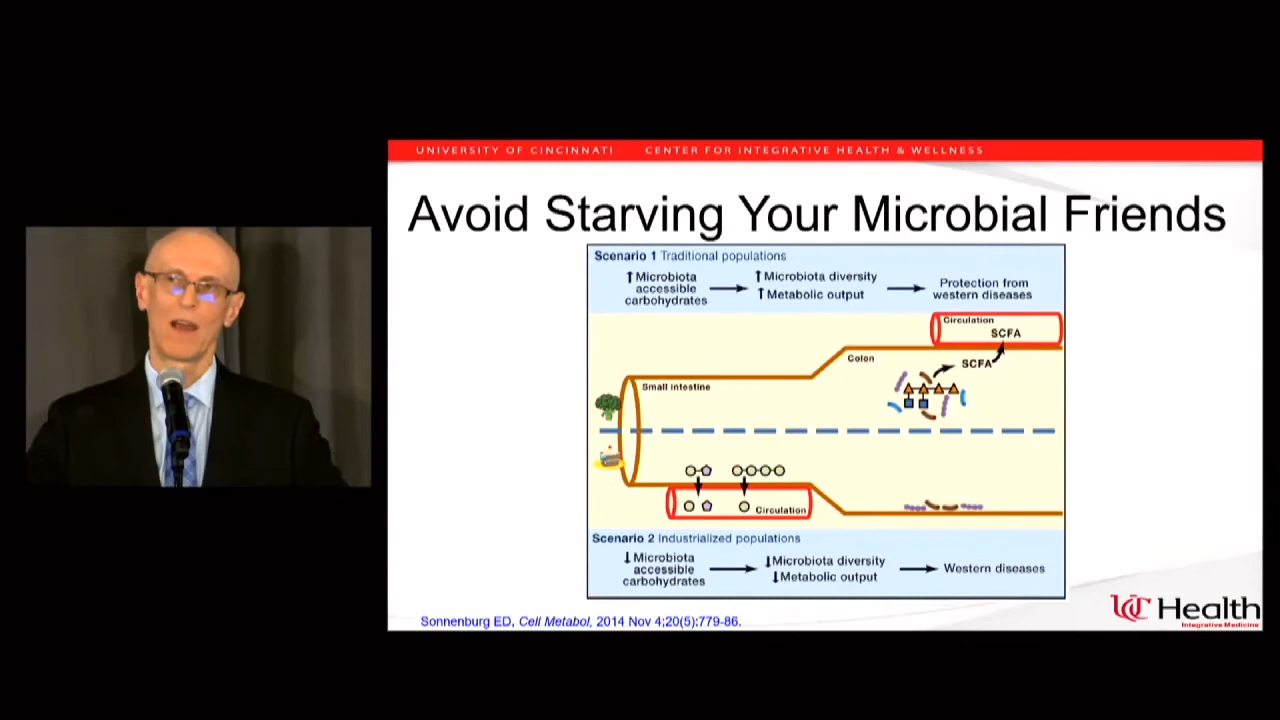 UNIVERSITY OF CINCINNATI CENTER FOR INTEGRATIVE HEALTH & WELLNESS
Avoid Starving Your Microbial Friends
Scenario 1 Traditional populations
↑Microbiota
accessible
carbohydrates
↑Microbiota diversity
↑Metabolic output
Protection from
western diseases
Circulation
SCFA
Colon
SCFA
Small intestine
Circulation
Scenario 2 Industrialized populations
↓Microbiota
accessible
carbohydrates
↓Microbiota diversity
↓Metabolic output
Western diseases
Sonnenburg ED, Cell Metabol, 2014 Nov 4;20(5):779-86.
UC Health
Integrative Medicine